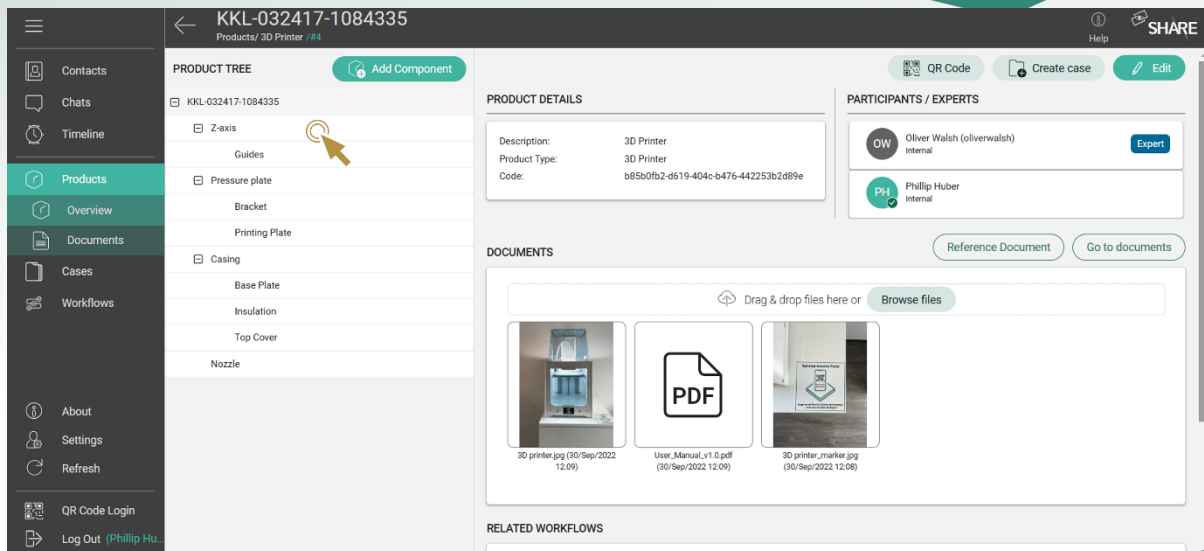 KKL-032417-1084335
Products/ 3D Printer /#4
Help
SHARE
Contacts
Chats
Timeline
Products
Overview
Documents
Cases
Workflows
About
Settings
Refresh
QR Code Login
Log Out (Phillip Hu...
PRODUCT TREE
Add Component
KKL-032417-1084335
Z-axis
Guides
Pressure plate
Bracket
Printing Plate
Casing
Base Plate
Insulation
Top Cover
Nozzle
QR Code
Create case
Edit
PRODUCT DETAILS
Description: 3D Printer
Product Type: 3D Printer
Code: b85b0fb2-d619-404c-b476-442253b2d89e
PARTICIPANTS / EXPERTS
OW
Oliver Walsh (oliverwalsh)
Internal
Expert
PH
Phillip Huber
Internal
DOCUMENTS
Reference Document
Go to documents
Drag & drop files here or
Browse files
PDF
3D printer.jpg (30/Sep/2022
12:09)
User_Manual_v1.0.pdf
(30/Sep/2022 12:09)
3D printer_marker.jpg
(30/Sep/2022 12:08)
RELATED WORKFLOWS